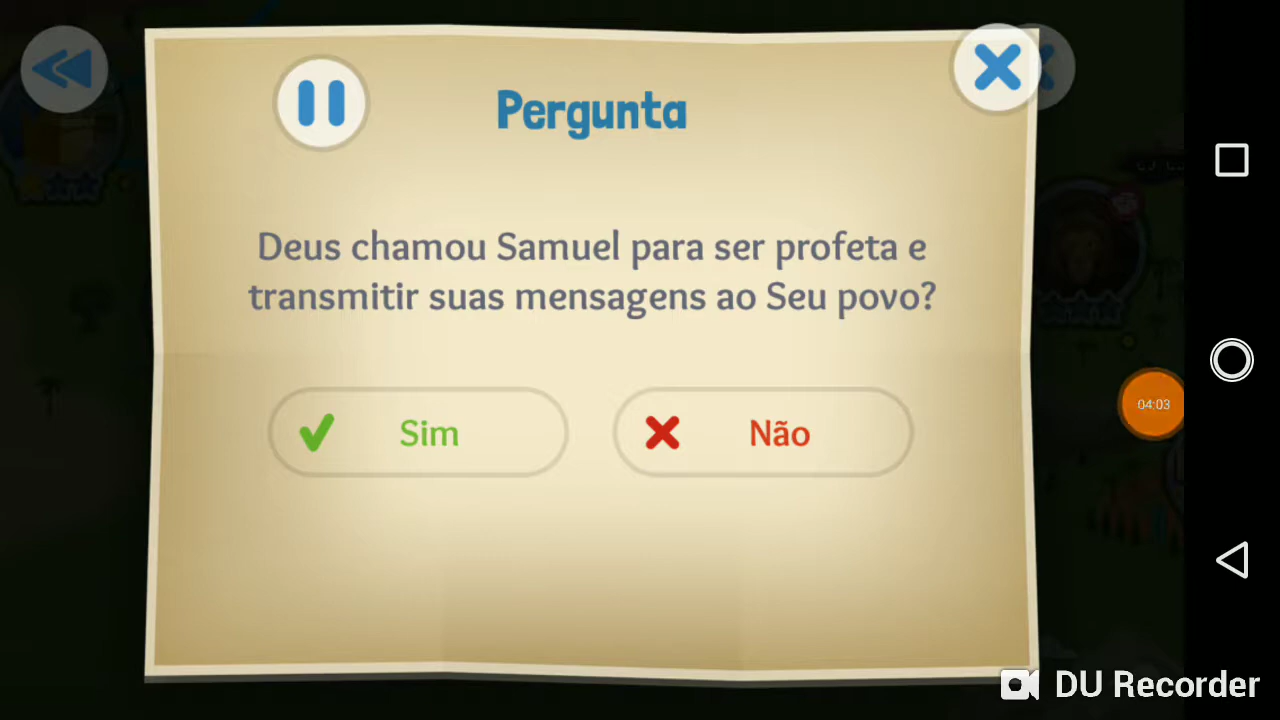 Pergunta
Deus chamou Samuel para ser profeta e
transmitir suas mensagens ao Seu povo?
Sim
Não
04:03
DU Recorder